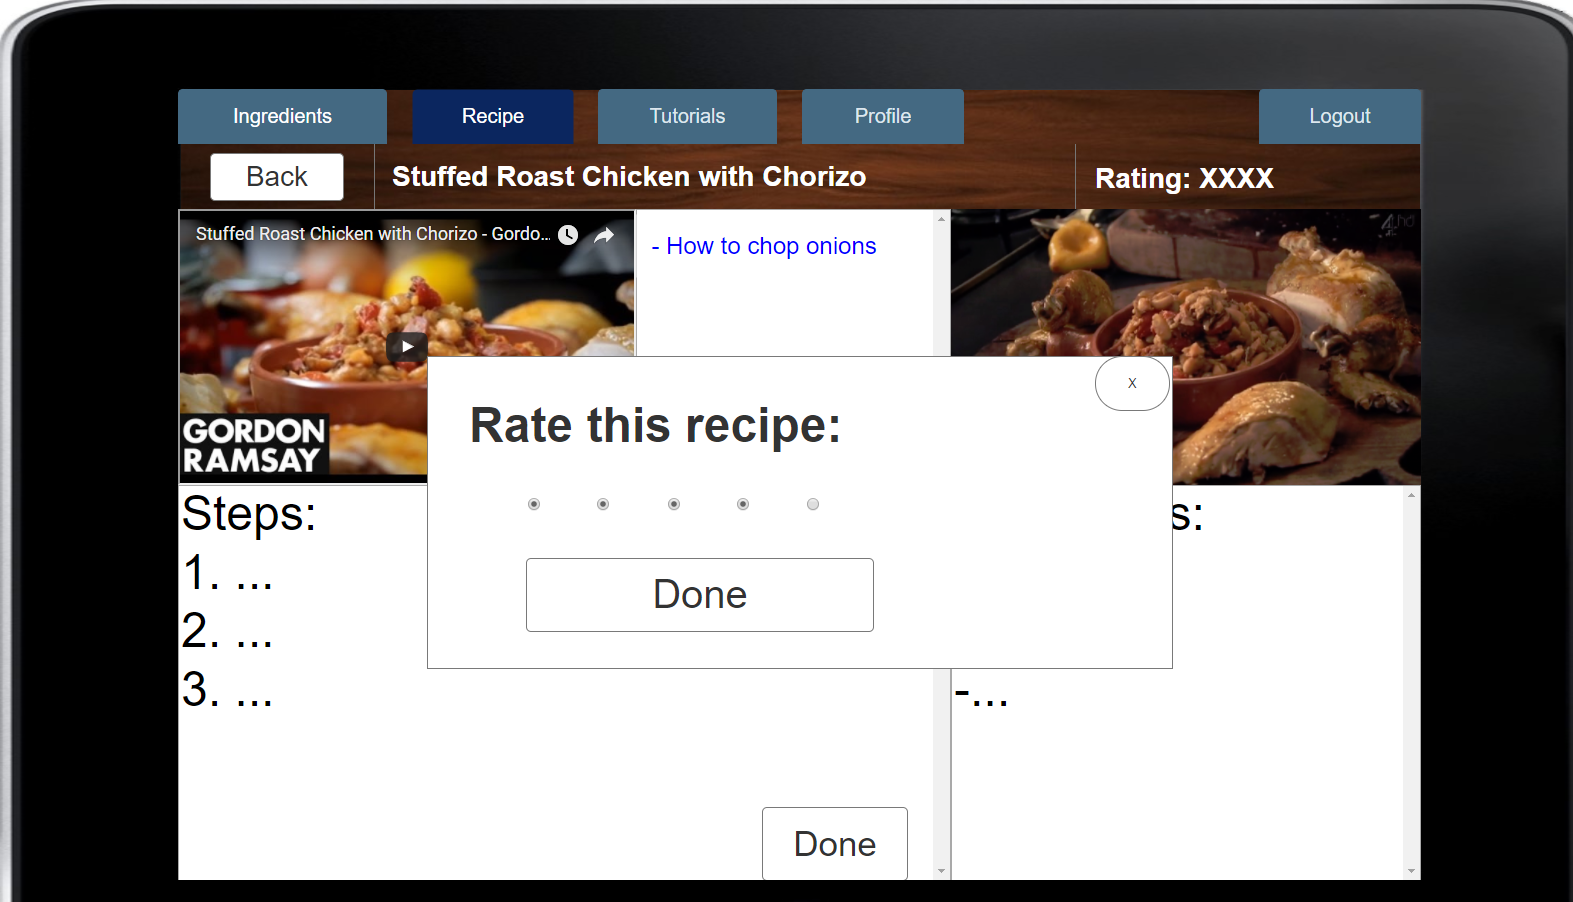 Ingredients
Recipe
Tutorials
Profile
Logout
Back
Stuffed Roast Chicken with Chorizo
Rating: XXXX
Stuffed Roast Chicken with Chorizo - Gordo...
- How to chop onions
GORDON
RAMSAY
X
Rate this recipe:
Done
Steps:
1. ...
2. ...
3. ...
s:
-...
Done